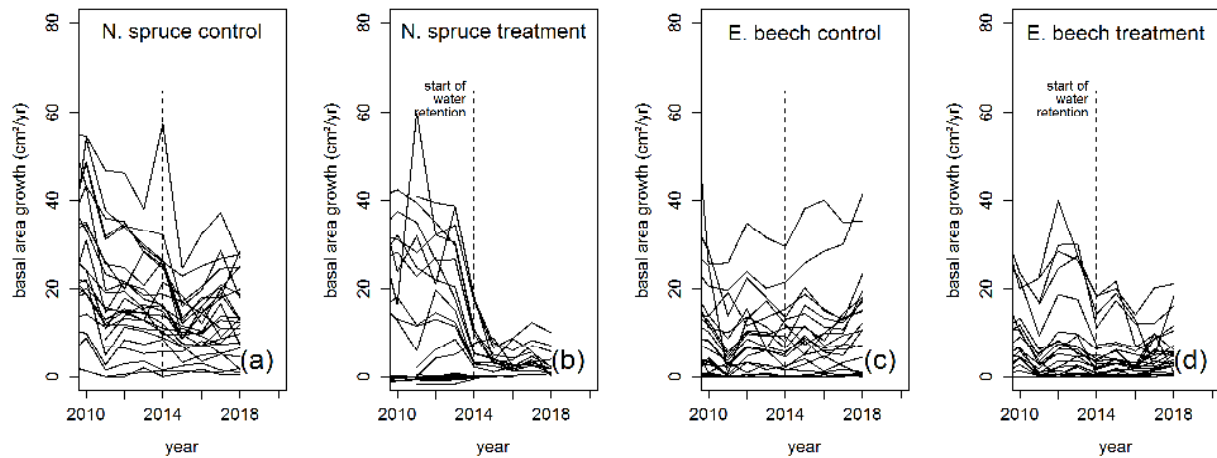 N. spruce control
basal area growth (cm²/yr)
80
60
40
20
0
(a)
2010 2014 2018
year
N. spruce treatment
start of
water
retention
basal area growth (cm²/yr)
80
60
40
20
0
(b)
2010 2014 2018
year
E. beech control
basal area growth (cm²/yr)
80
60
40
20
0
(c)
2010 2014 2018
year
E. beech treatment
start of
water
retention
basal area growth (cm²/yr)
80
60
40
20
0
(d)
2010 2014 2018
year